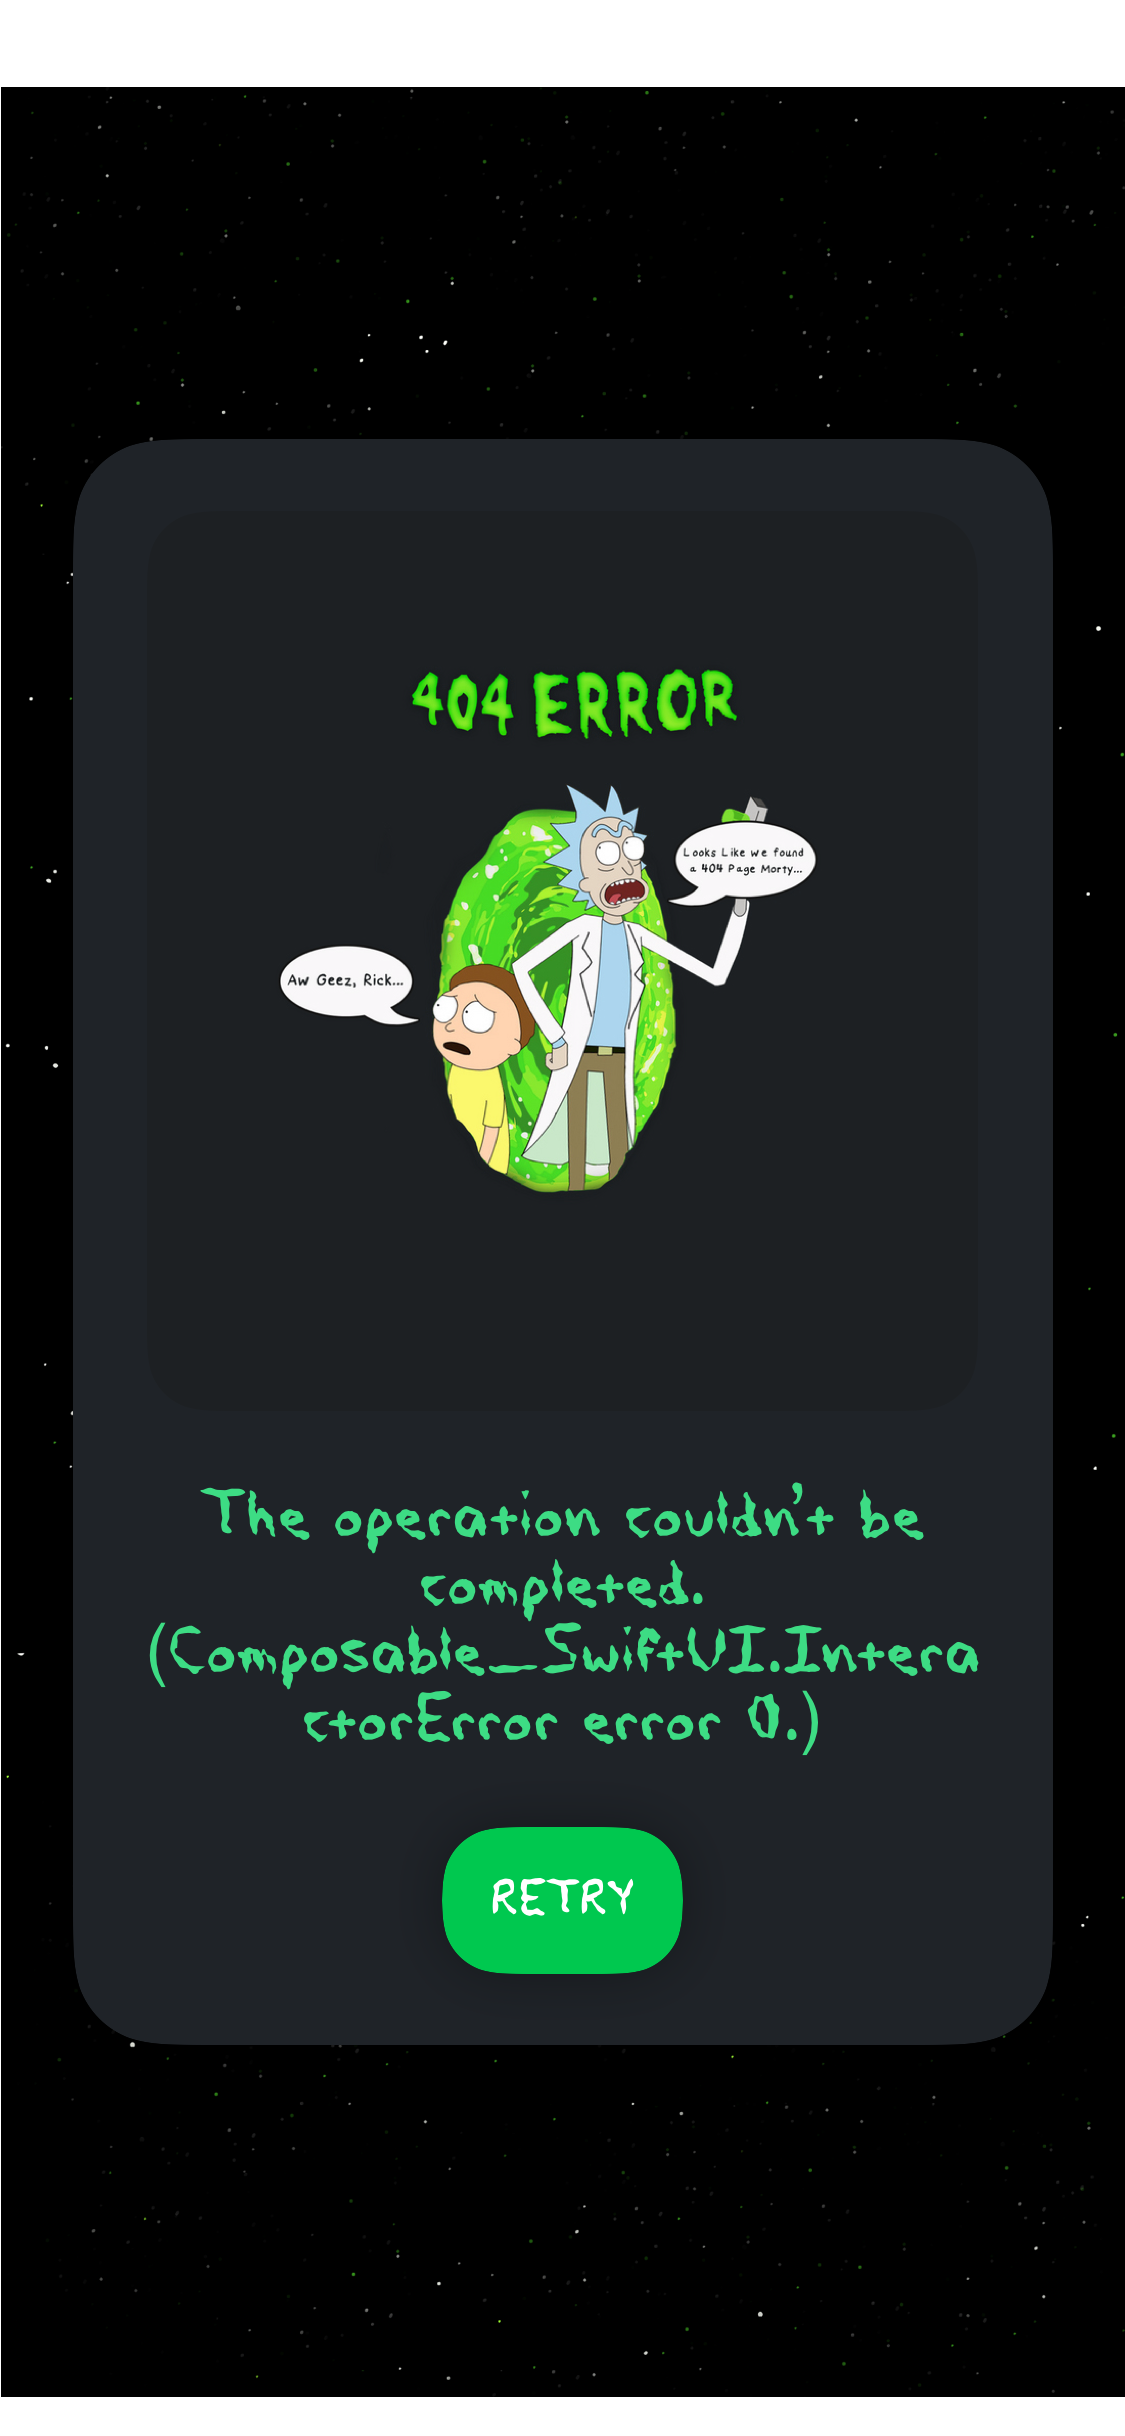 404 ERROR
Looks Like we found
a 404 Page Morty...
Aw Geez, Rick...
The operation couldn't be
completed.
(Composable_SwiftUI.Intera
ctorError error 0.)
RETRY